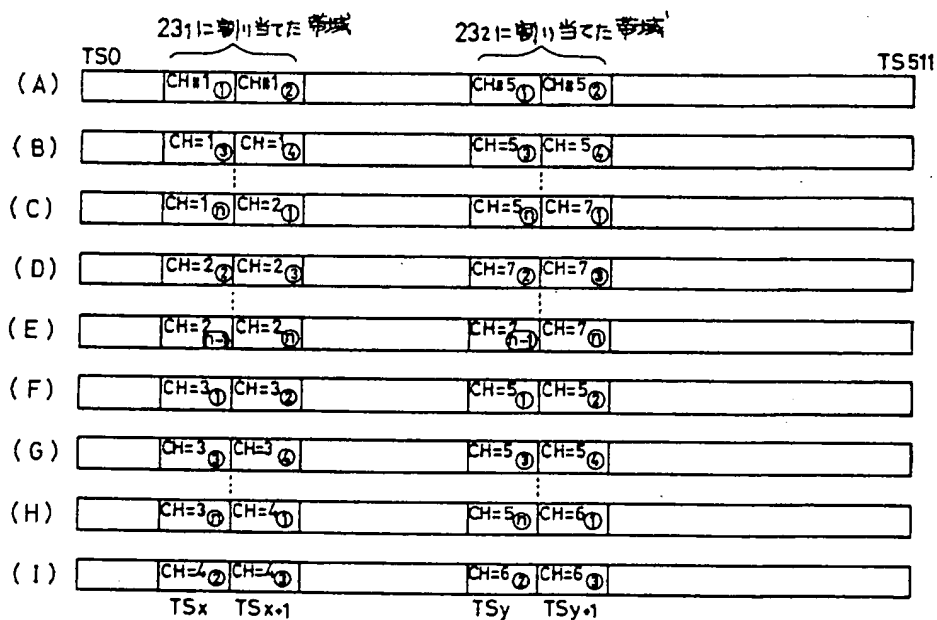 23₁に割り当てた帯域 23₂に割り当てた帯域
TS0 TS511
(A) CH=1① CH=1② CH=5① CH=5②
(B) CH=1③ CH=1④ CH=5③ CH=5④
(C) CH=1ⓝ CH=2① CH=5ⓝ CH=7①
(D) CH=2② CH=2③ CH=7② CH=7③
(E) CH=2(n-1) CH=2ⓝ CH=7(n-1) CH=7ⓝ
(F) CH=3① CH=3② CH=5① CH=5②
(G) CH=3③ CH=3④ CH=5③ CH=5④
(H) CH=3ⓝ CH=4① CH=5ⓝ CH=6①
(I) CH=4② CH=4③ CH=6② CH=6③
TSx TSx+1 TSy TSy+1